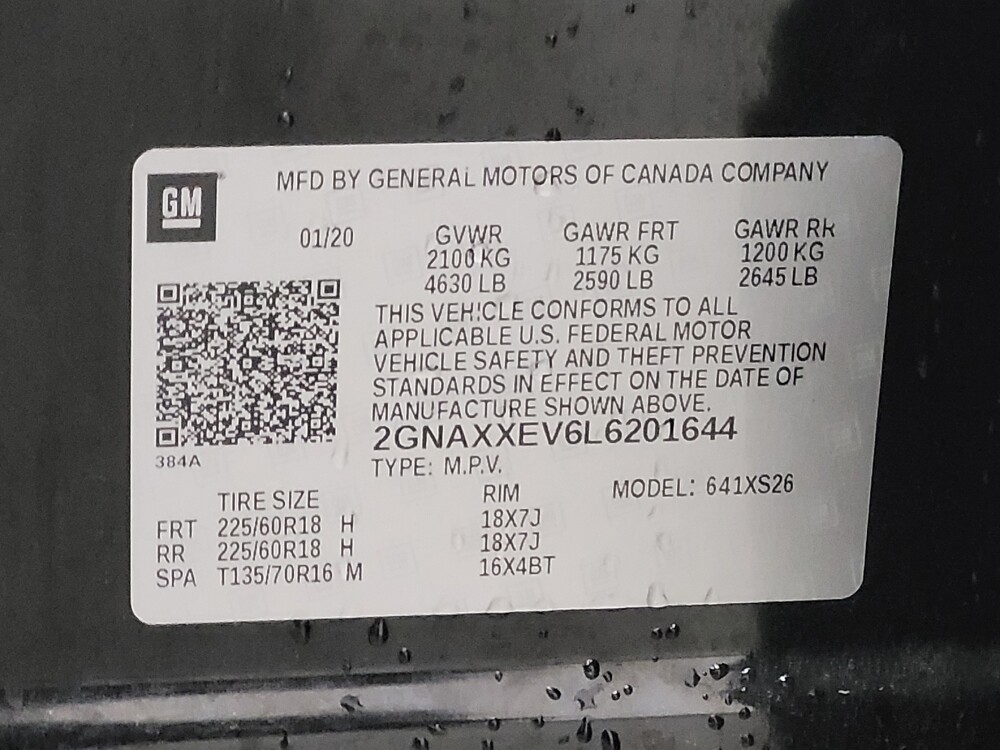 GM
MFD BY GENERAL MOTORS OF CANADA COMPANY
01/20 GVWR GAWR FRT GAWR RR
2100 KG 1175 KG 1200 KG
4630 LB 2590 LB 2645 LB
THIS VEHICLE CONFORMS TO ALL
APPLICABLE U.S. FEDERAL MOTOR
VEHICLE SAFETY AND THEFT PREVENTION
STANDARDS IN EFFECT ON THE DATE OF
MANUFACTURE SHOWN ABOVE.
2GNAXXEV6L6201644
384A
TYPE: M.P.V.
TIRE SIZE RIM MODEL: 641XS26
FRT 225/60R18 H 18X7J
RR 225/60R18 H 18X7J
SPA T135/70R16 M 16X4BT